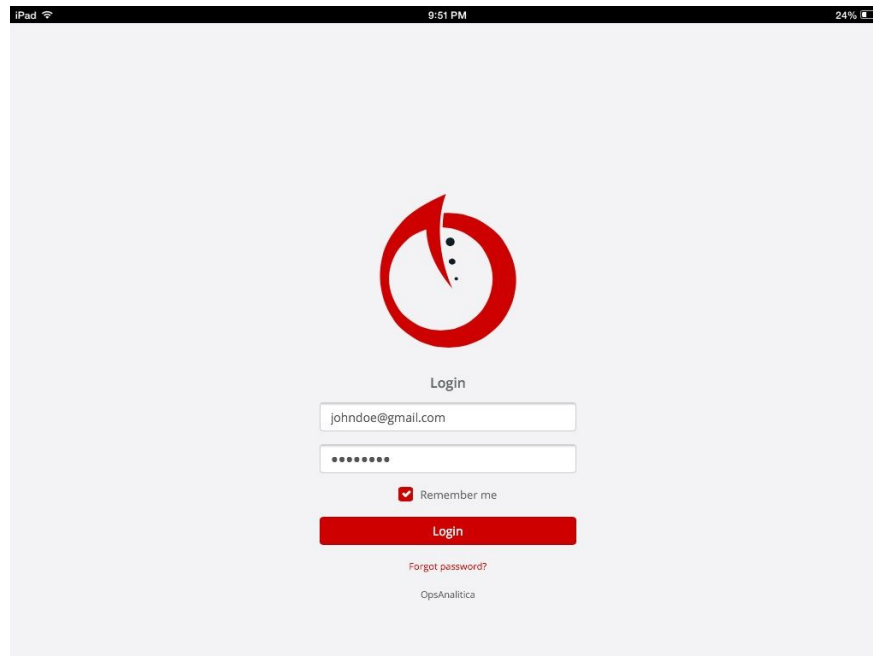 iPad 9:51 PM 24%
Login
johndoe@gmail.com
••••••••
Remember me
Login
Forgot password?
OpsAnalitica